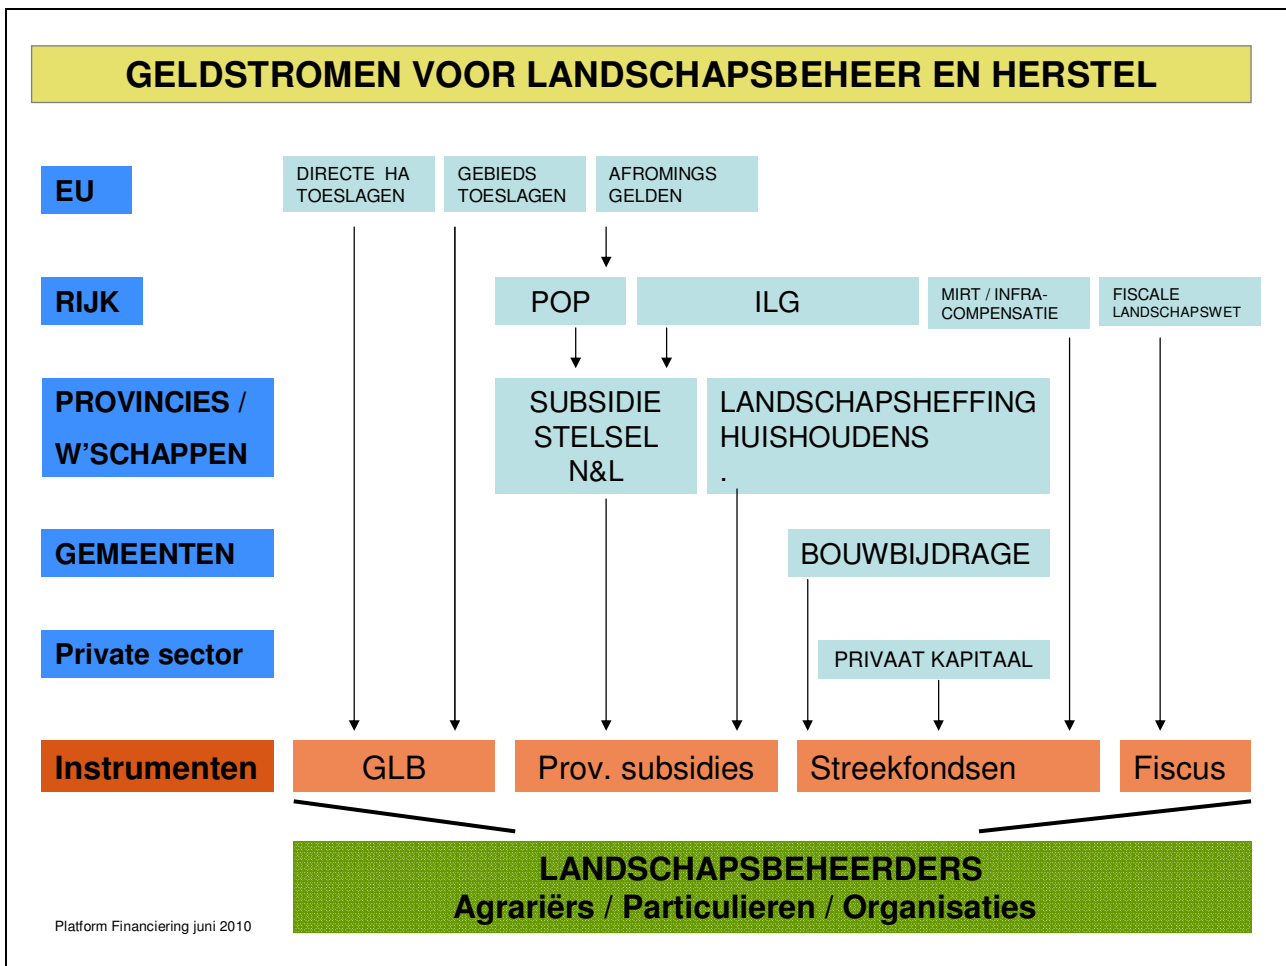 GELDSTROMEN VOOR LANDSCHAPSBEHEER EN HERSTEL
EU
DIRECTE HA
TOESLAGEN
GEBIEDS
TOESLAGEN
AFROMINGS
GELDEN
RIJK
POP
ILG
MIRT / INFRA-
COMPENSATIE
FISCALE
LANDSCHAPSWET
PROVINCIES /
W'SCHAPPEN
SUBSIDIE
STELSEL
N&L
LANDSCHAPSHEFFING
HUISHOUDENS
.
GEMEENTEN
BOUWBIJDRAGE
Private sector
PRIVAAT KAPITAAL
Instrumenten
GLB
Prov. subsidies
Streekfondsen
Fiscus
LANDSCHAPSBEHEERDERS
Agrariërs / Particulieren / Organisaties
Platform Financiering juni 2010